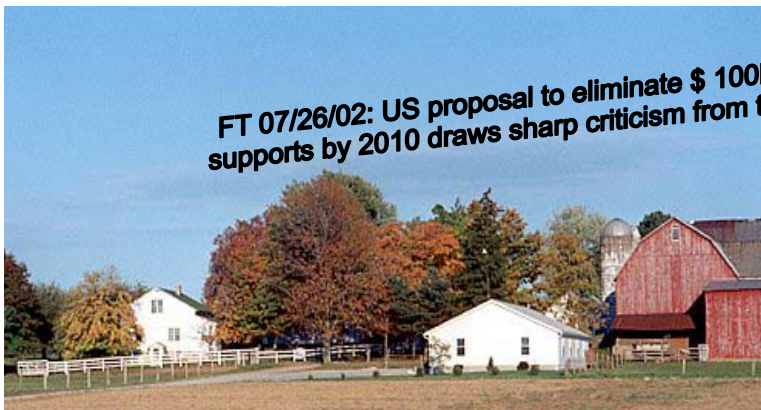 FT 07/26/02: US proposal to eliminate $ 100
supports by 2010 draws sharp criticism from